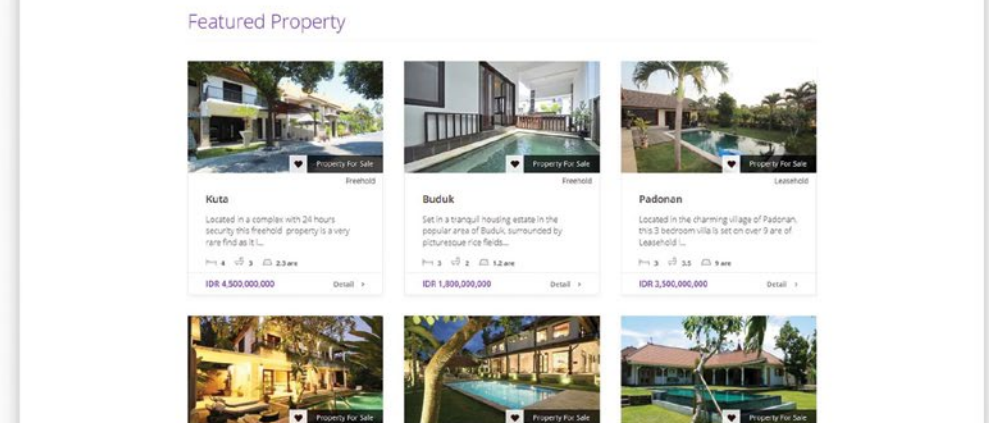 Featured Property
Property For Sale
Property For Sale
Property For Sale
Freehold
Freehold
Leasehold
Kuta
Located in a complex with 24 hours
security this freehold property is a very
rare find as it i...
4 3 2.3 are
IDR 4,500,000,000 Detail
Buduk
Set in a tranquil housing estate in the
popular area of Buduk, surrounded by
picturesque rice fields...
3 2 1.2 are
IDR 1,800,000,000 Detail
Padonan
Located in the charming village of Padonan,
this 3 bedroom villa is set on over 9 are of
Leasehold l...
3 3.5 9 are
IDR 3,500,000,000 Detail
Property For Sale
Property For Sale
Property For Sale